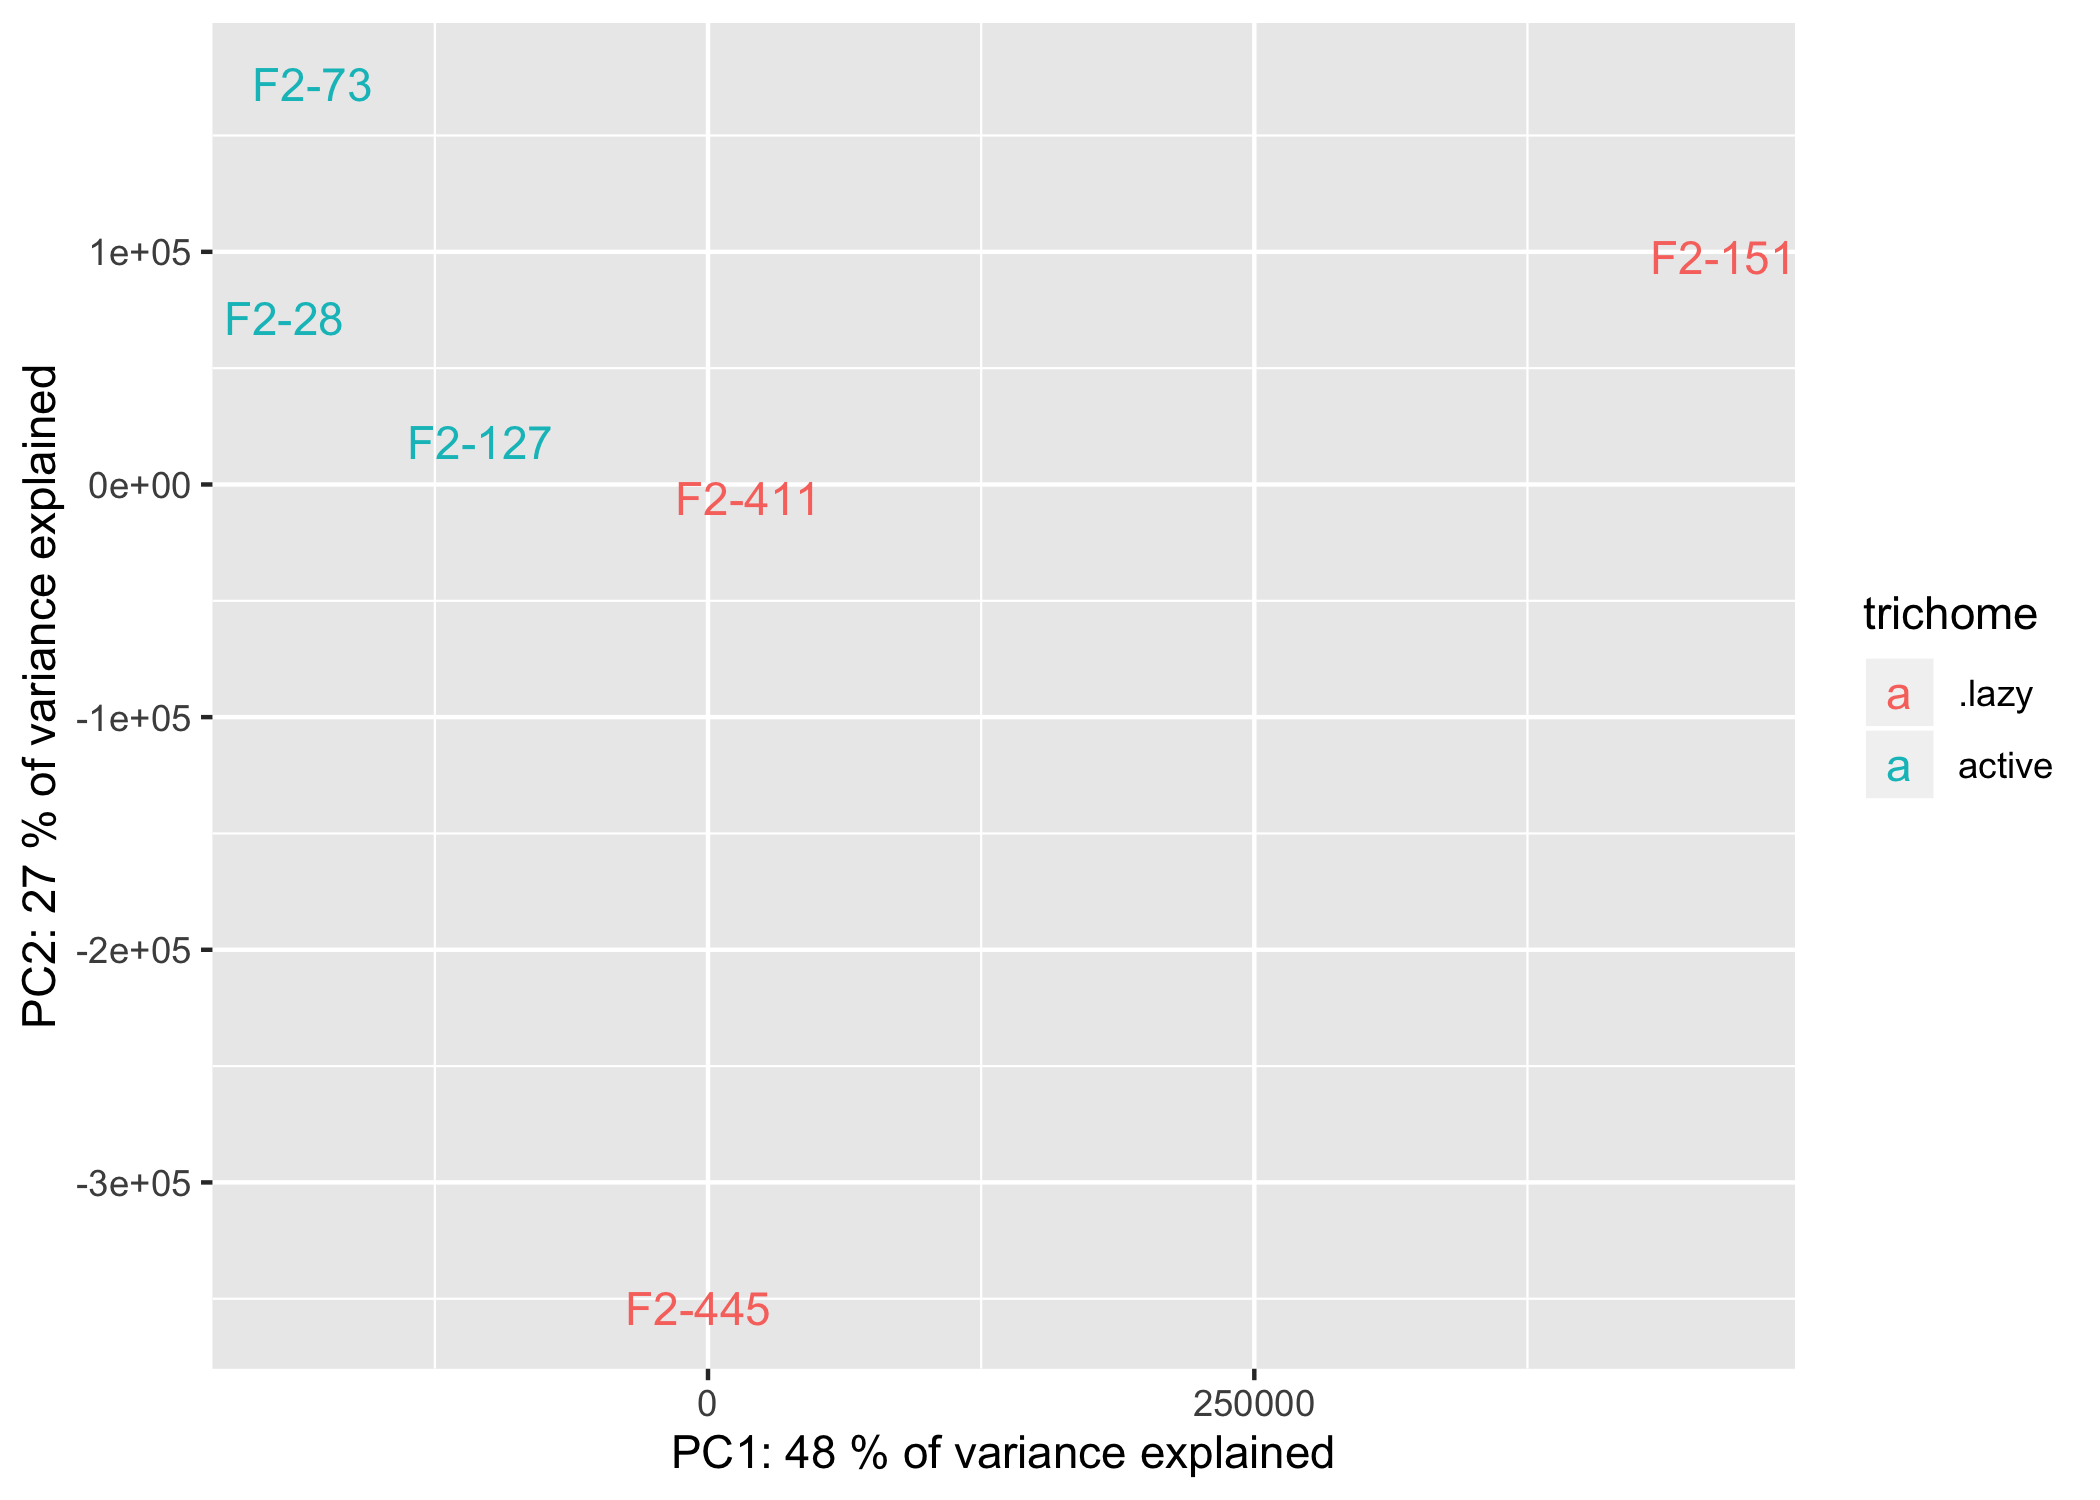 F2-73
1e+05
F2-151
F2-28
F2-127
0e+00
F2-411
-1e+05
-2e+05
-3e+05
F2-445
0
250000
PC1: 48 % of variance explained
PC2: 27 % of variance explained
trichome
a .lazy
a active